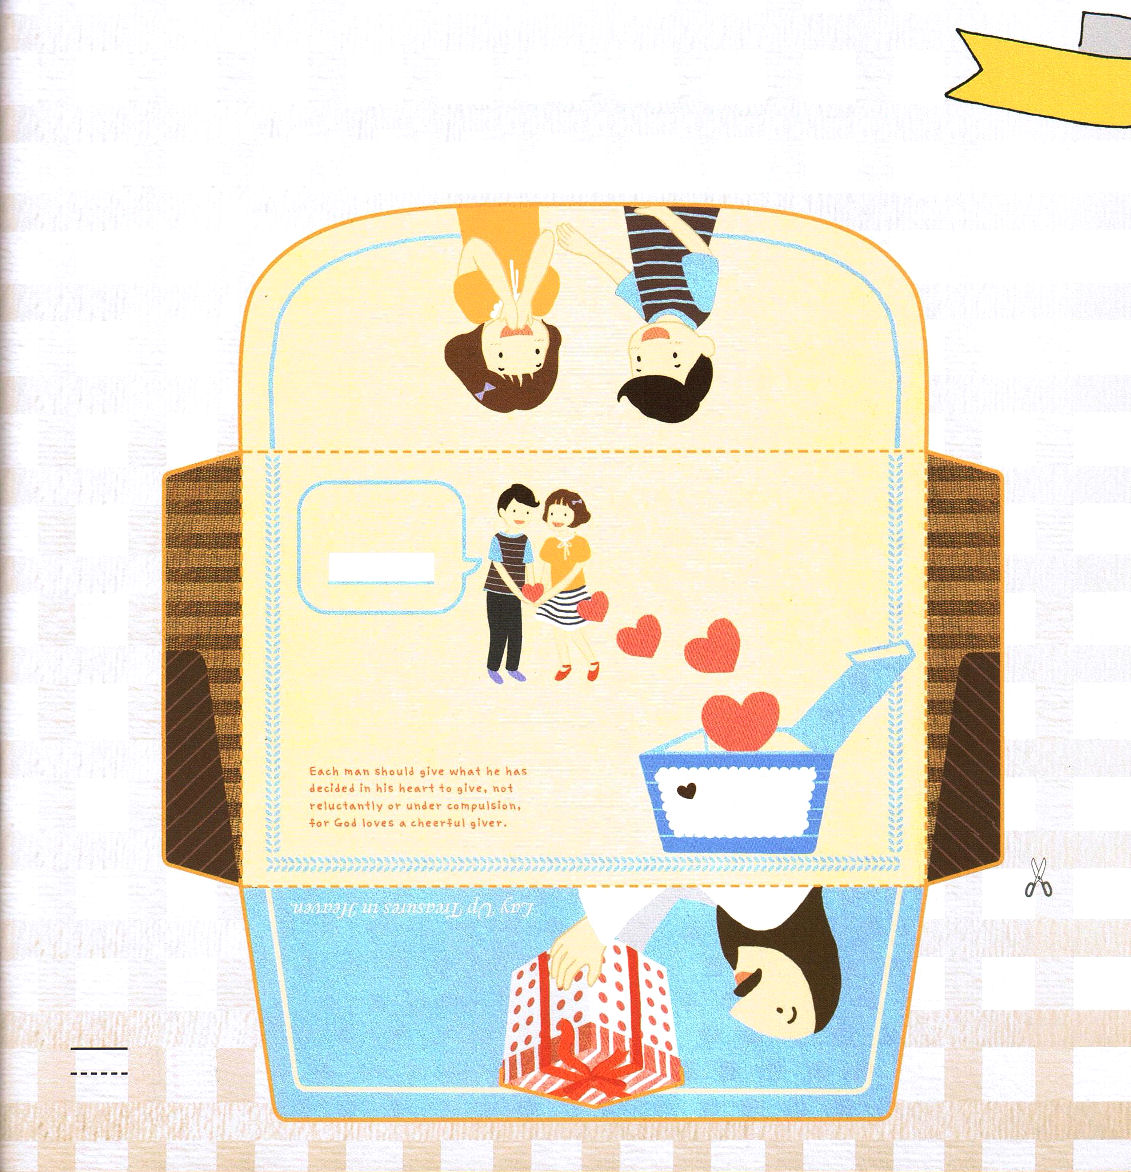 Each man should give what he has
decided in his heart to give, not
reluctantly or under compulsion,
for God loves a cheerful giver.
Lay Up Treasures in Heaven.